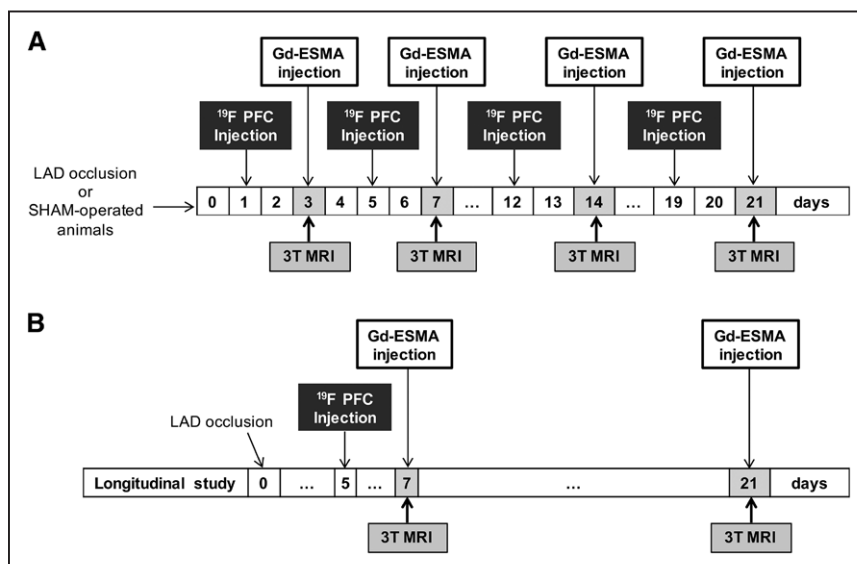 A
Gd-ESMA
injection
Gd-ESMA
injection
Gd-ESMA
injection
Gd-ESMA
injection
¹⁹F PFC
Injection
¹⁹F PFC
Injection
¹⁹F PFC
Injection
¹⁹F PFC
Injection
LAD occlusion
or
SHAM-operated
animals
0 1 2 3 4 5 6 7 ... 12 13 14 ... 19 20 21 days
3T MRI 3T MRI 3T MRI 3T MRI
B
Gd-ESMA
injection
Gd-ESMA
injection
¹⁹F PFC
Injection
LAD occlusion
Longitudinal study 0 ... 5 ... 7 ... 21 days
3T MRI 3T MRI